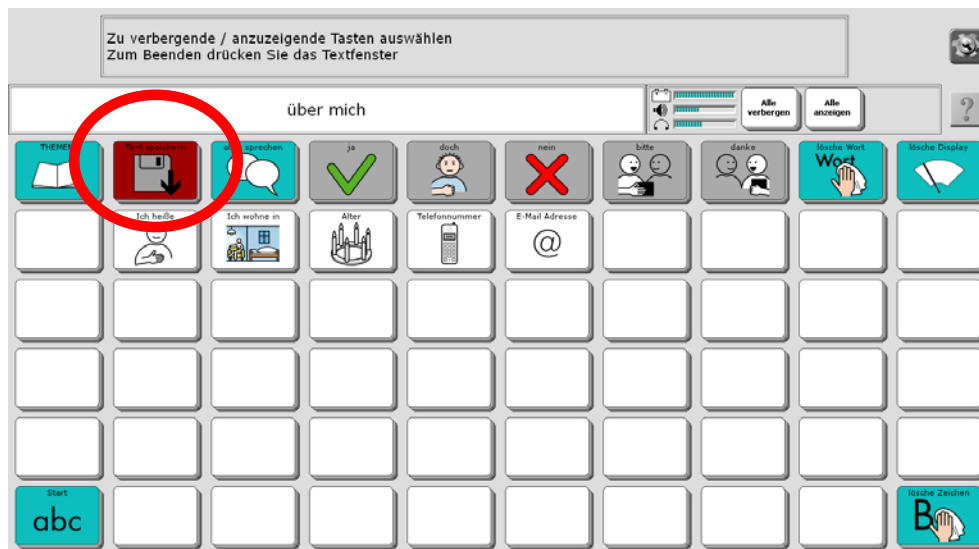 Zu verbergende / anzuzeigende Tasten auswählen
Zum Beenden drücken Sie das Textfenster
über mich
Alle
verbergen
Alle
anzeigen
?
THEMEN
Text speichern
sprechen
ja
doch
nein
bitte
danke
lösche Wort
Wort
lösche Display
Ich heiße
Ich wohne in
Alter
Telefonnummer
E-Mail Adresse
@
Start
abc
lösche Zeichen
B